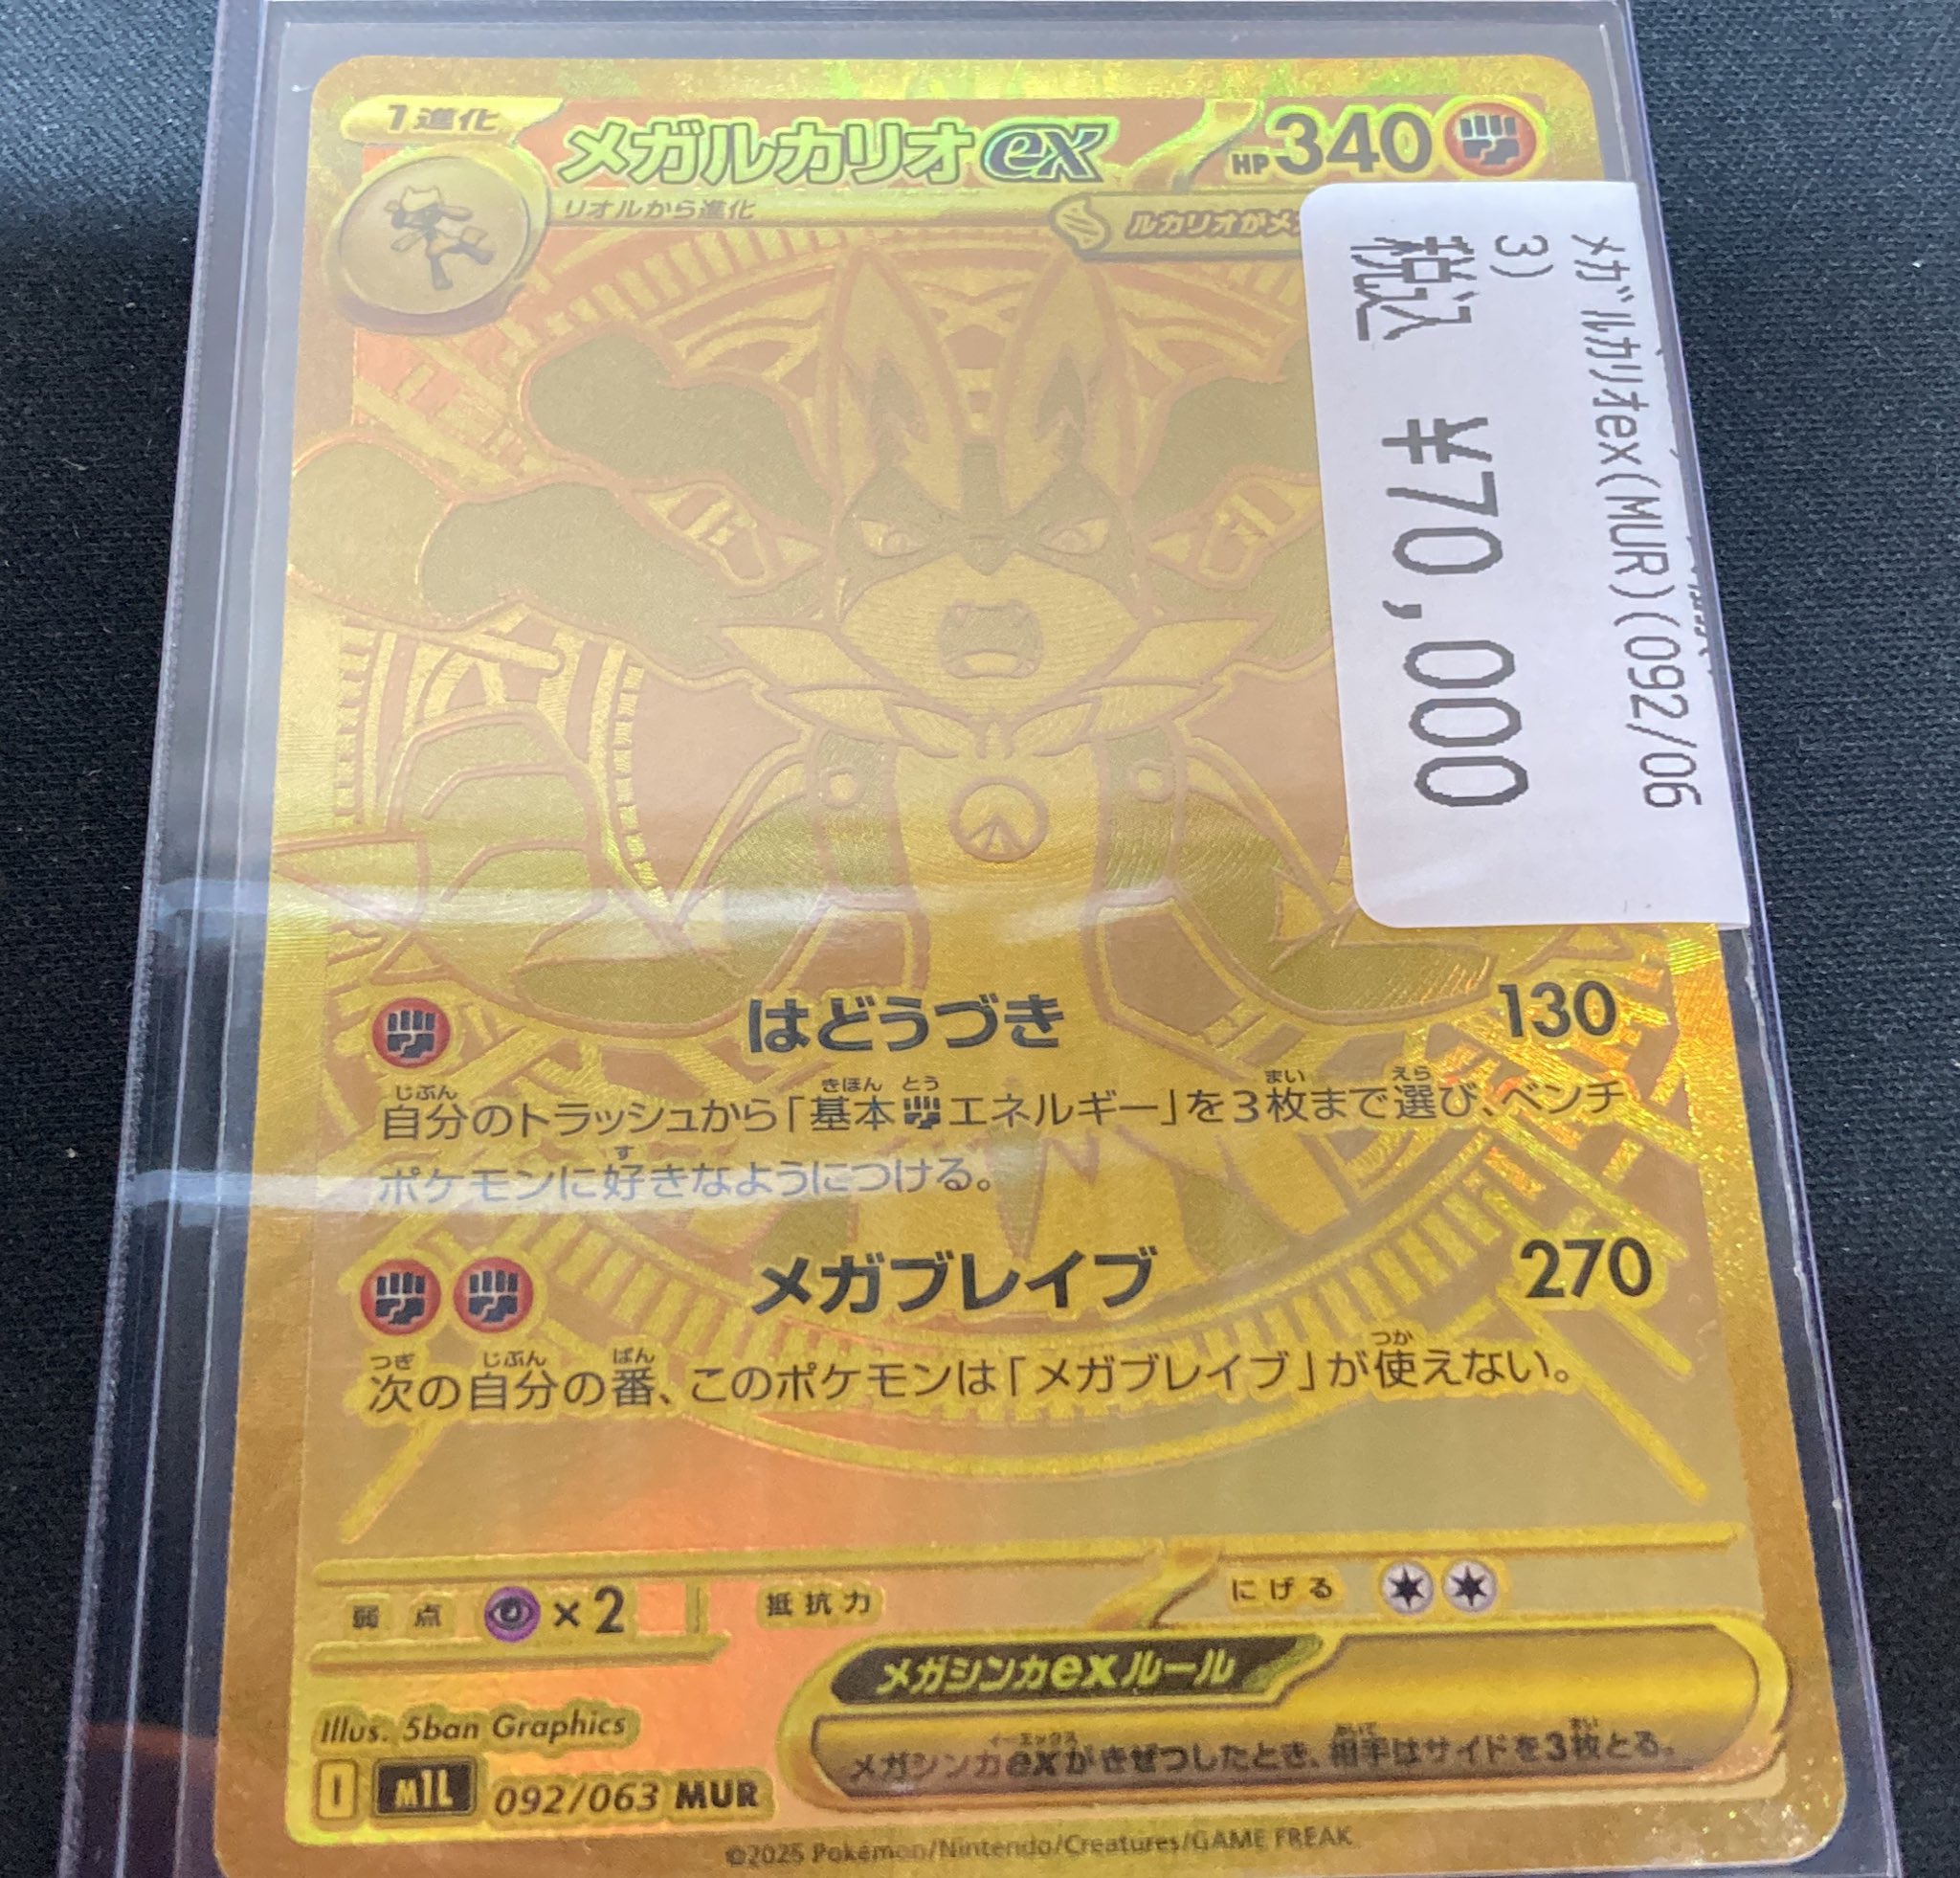 1進化
メガルカリオex
HP340
リオルから進化
ルカリオがメ
メガルカリオex(MUR)(092/06
3)
税込 ¥70,000
はどうづき 130
自分のトラッシュから「基本エネルギー」を3枚まで選び、ベンチ
ポケモンに好きなようにつける。
メガブレイブ 270
次の自分の番、このポケモンは「メガブレイブ」が使えない。
弱点 ×2 抵抗力 にげる
メガシンカexルール
メガシンカexがきぜつしたとき、相手はサイドを3枚とる。
Illus. 5ban Graphics
I M1L 092/063 MUR
©2025 Pokémon/Nintendo/Creatures/GAME FREAK